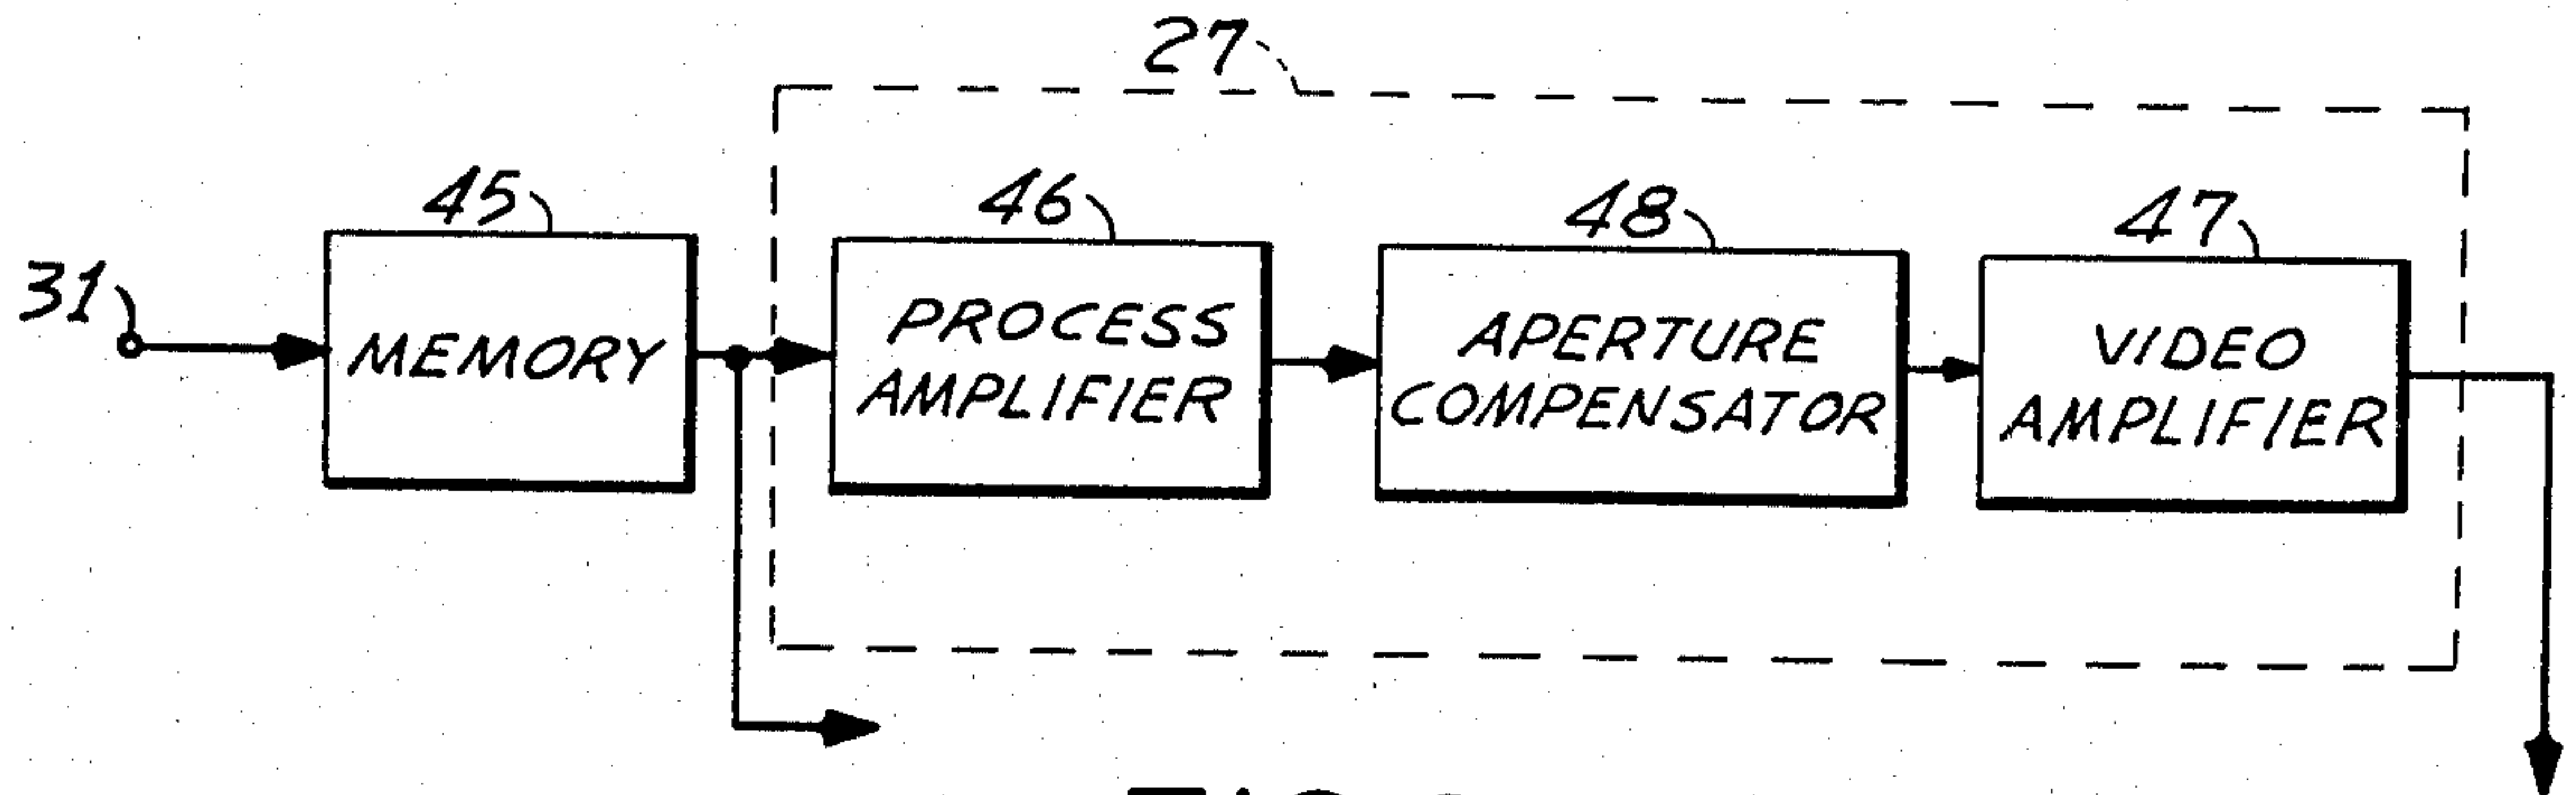 27
45
46
48
47
31
MEMORY
PROCESS
AMPLIFIER
APERTURE
COMPENSATOR
VIDEO
AMPLIFIER